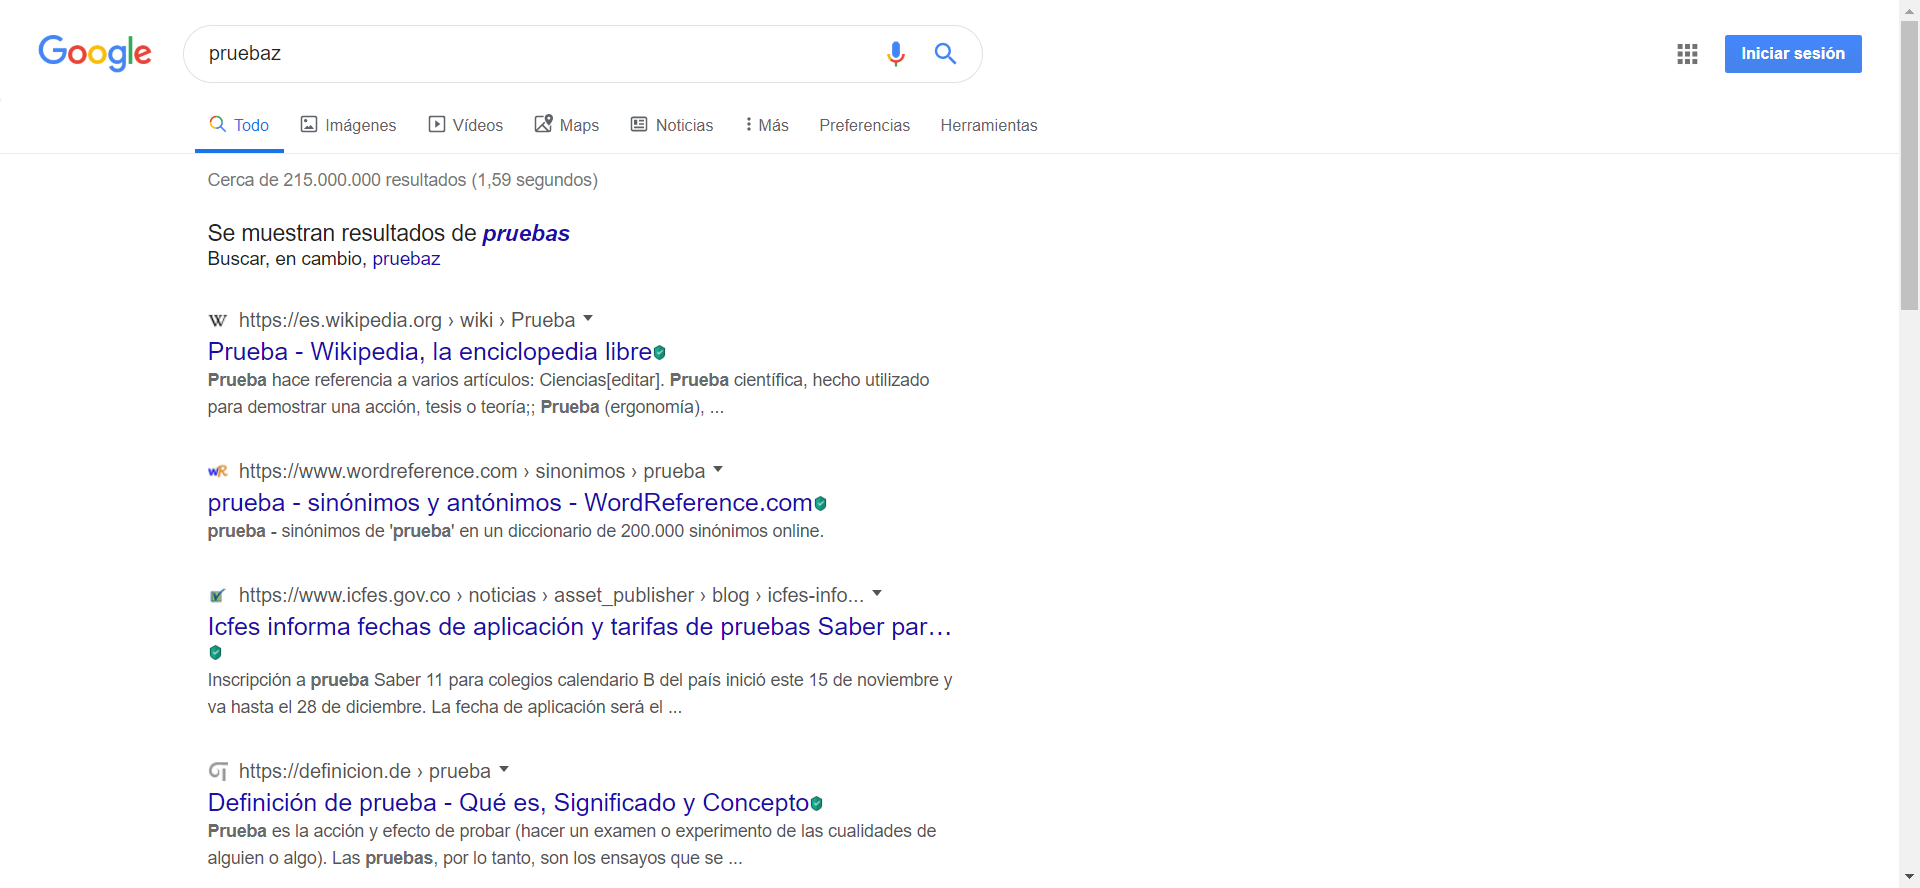 Google
pruebaz
Iniciar sesión
Todo Imágenes Vídeos Maps Noticias Más Preferencias Herramientas
Cerca de 215.000.000 resultados (1,59 segundos)
Se muestran resultados de pruebas
Buscar, en cambio, pruebaz
W https://es.wikipedia.org › wiki › Prueba
Prueba - Wikipedia, la enciclopedia libre
Prueba hace referencia a varios artículos: Ciencias[editar]. Prueba científica, hecho utilizado
para demostrar una acción, tesis o teoría;; Prueba (ergonomía), ...
WR https://www.wordreference.com › sinonimos › prueba
prueba - sinónimos y antónimos - WordReference.com
prueba - sinónimos de 'prueba' en un diccionario de 200.000 sinónimos online.
https://www.icfes.gov.co › noticias › asset_publisher › blog › icfes-info...
Icfes informa fechas de aplicación y tarifas de pruebas Saber par...
Inscripción a prueba Saber 11 para colegios calendario B del país inició este 15 de noviembre y
va hasta el 28 de diciembre. La fecha de aplicación será el ...
https://definicion.de › prueba
Definición de prueba - Qué es, Significado y Concepto
Prueba es la acción y efecto de probar (hacer un examen o experimento de las cualidades de
alguien o algo). Las pruebas, por lo tanto, son los ensayos que se ...